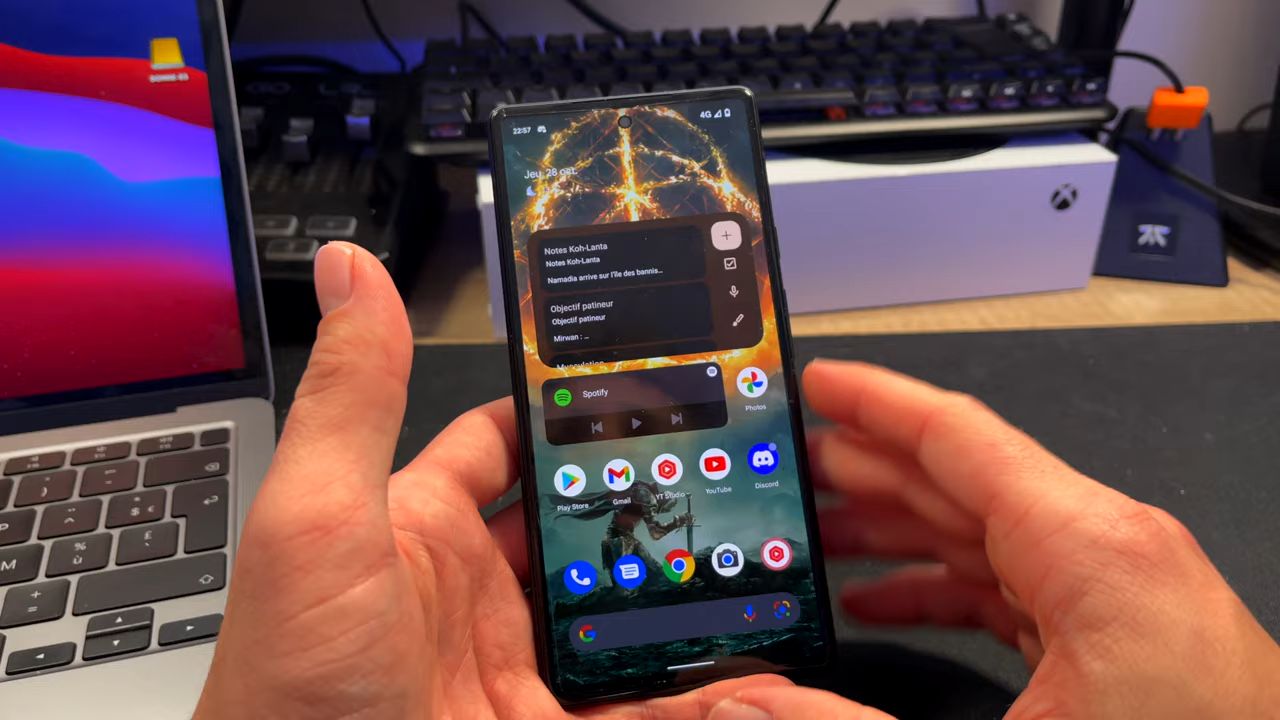 22:57
4G
Jeu. 28 oct.
Notes Koh-Lanta
Notes Koh-Lanta
Namadia arrive sur l'île des bannis...
Objectif patineur
Objectif patineur
Mirwan : ...
Musculation
Spotify
Photos
Play Store
Gmail
YT Studio
YouTube
Discord
P
$ €
M
%
ù
£